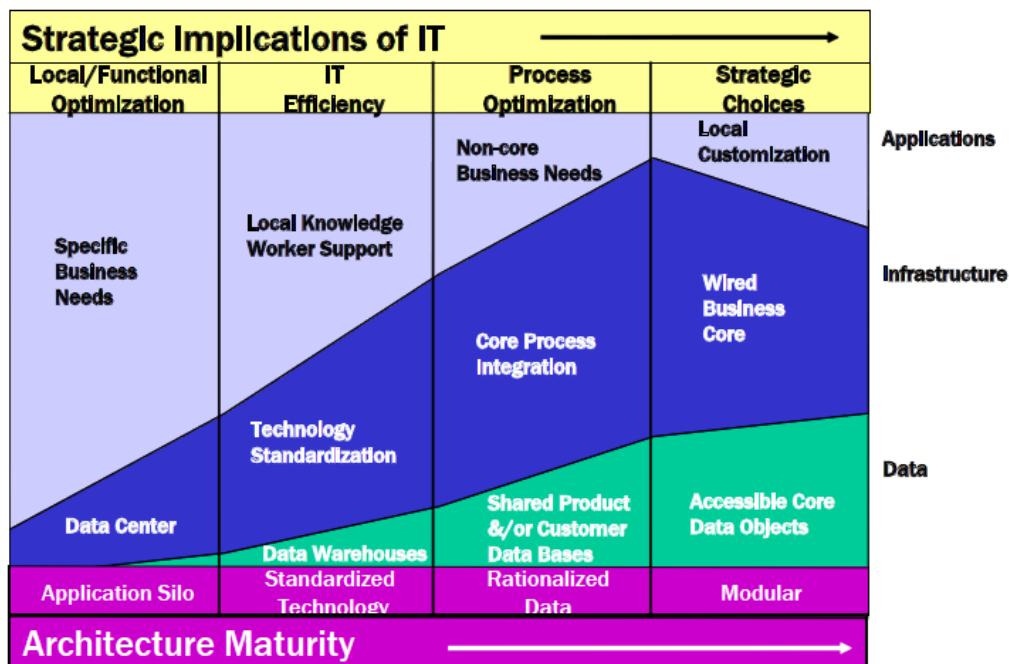 Strategic Implications of IT
Local/Functional
Optimization
IT
Efficiency
Process
Optimization
Strategic
Choices
Specific
Business
Needs
Local Knowledge
Worker Support
Non-core
Business Needs
Local
Customization
Applications
Data Center
Technology
Standardization
Core Process
Integration
Wired
Business
Core
Infrastructure
Data Warehouses
Shared Product
&/or Customer
Data Bases
Accessible Core
Data Objects
Data
Application Silo
Standardized
Technology
Rationalized
Data
Modular
Architecture Maturity